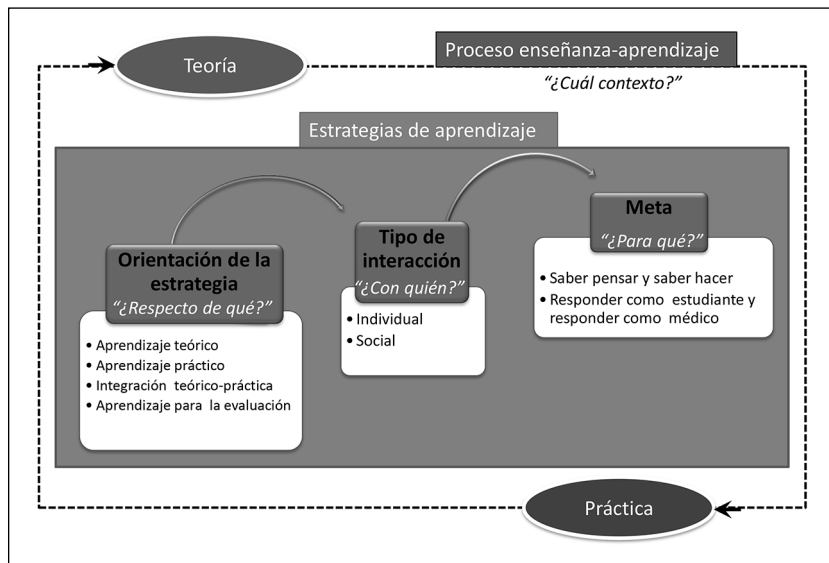 Teoría
Proceso enseñanza-aprendizaje
“¿Cuál contexto?”
Estrategias de aprendizaje
Orientación de la
estrategia
“¿Respecto de qué?”
• Aprendizaje teórico
• Aprendizaje práctico
• Integración teórico-práctica
• Aprendizaje para la evaluación
Tipo de
interacción
“¿Con quién?”
• Individual
• Social
Meta
“¿Para qué?”
• Saber pensar y saber hacer
• Responder como estudiante y
responder como médico
Práctica